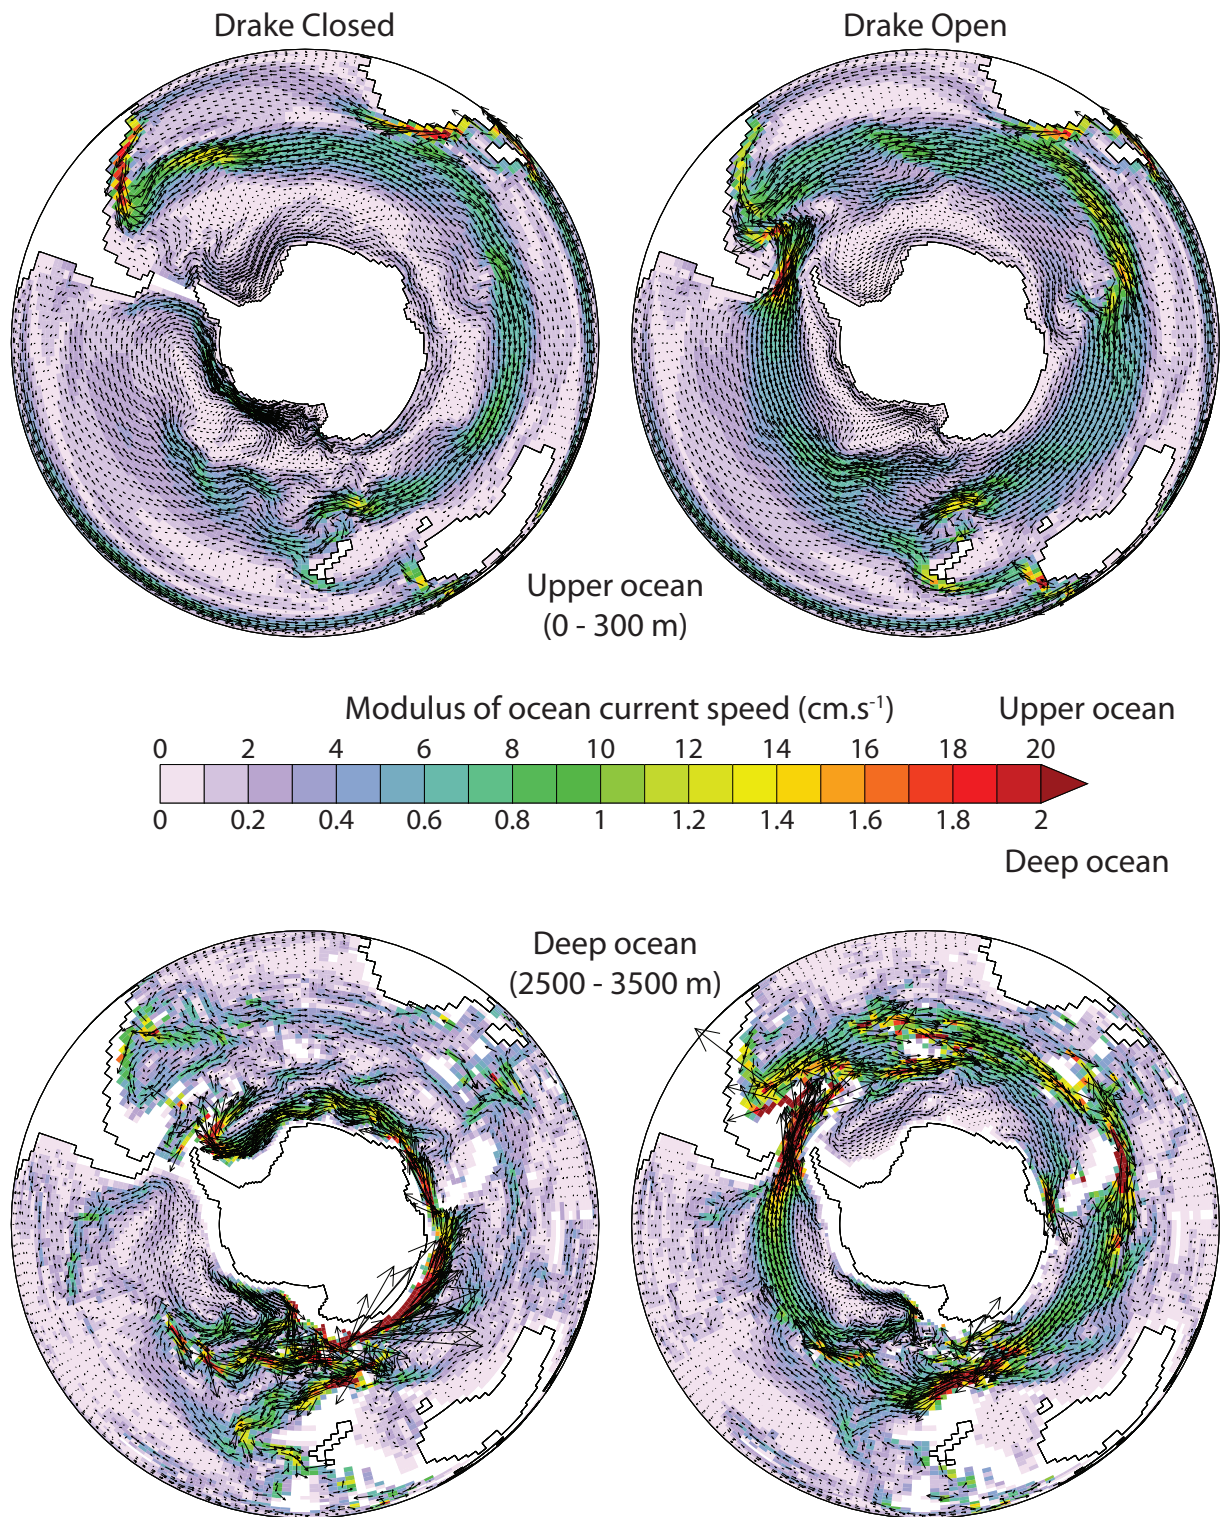 Drake Closed
Drake Open
Upper ocean
(0 - 300 m)
Modulus of ocean current speed (cm.s⁻¹)
Upper ocean
0 2 4 6 8 10 12 14 16 18 20
0 0.2 0.4 0.6 0.8 1 1.2 1.4 1.6 1.8 2
Deep ocean
Deep ocean
(2500 - 3500 m)